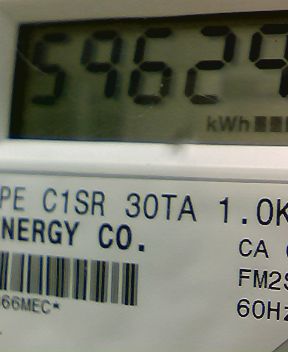 59629
kWh
PE C1SR 30TA 1.0K
NERGY CO.
CA
FM2S
66MEC*
60Hz